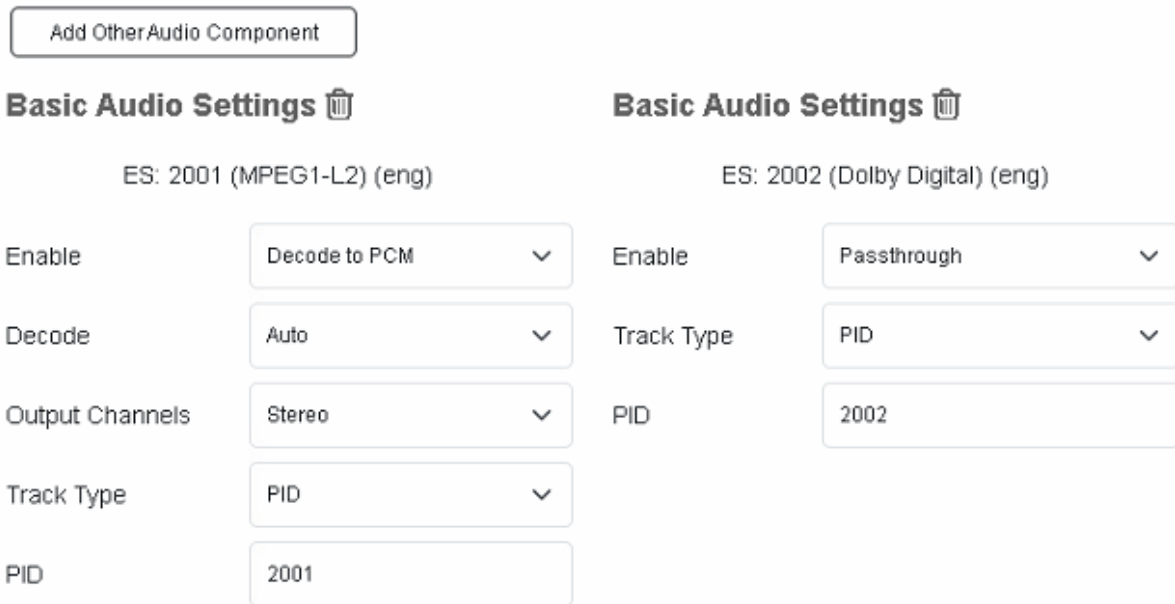 Add Other Audio Component
Basic Audio Settings
ES: 2001 (MPEG1-L2) (eng)
Enable Decode to PCM
Decode Auto
Output Channels Stereo
Track Type PID
PID 2001
Basic Audio Settings
ES: 2002 (Dolby Digital) (eng)
Enable Passthrough
Track Type PID
PID 2002